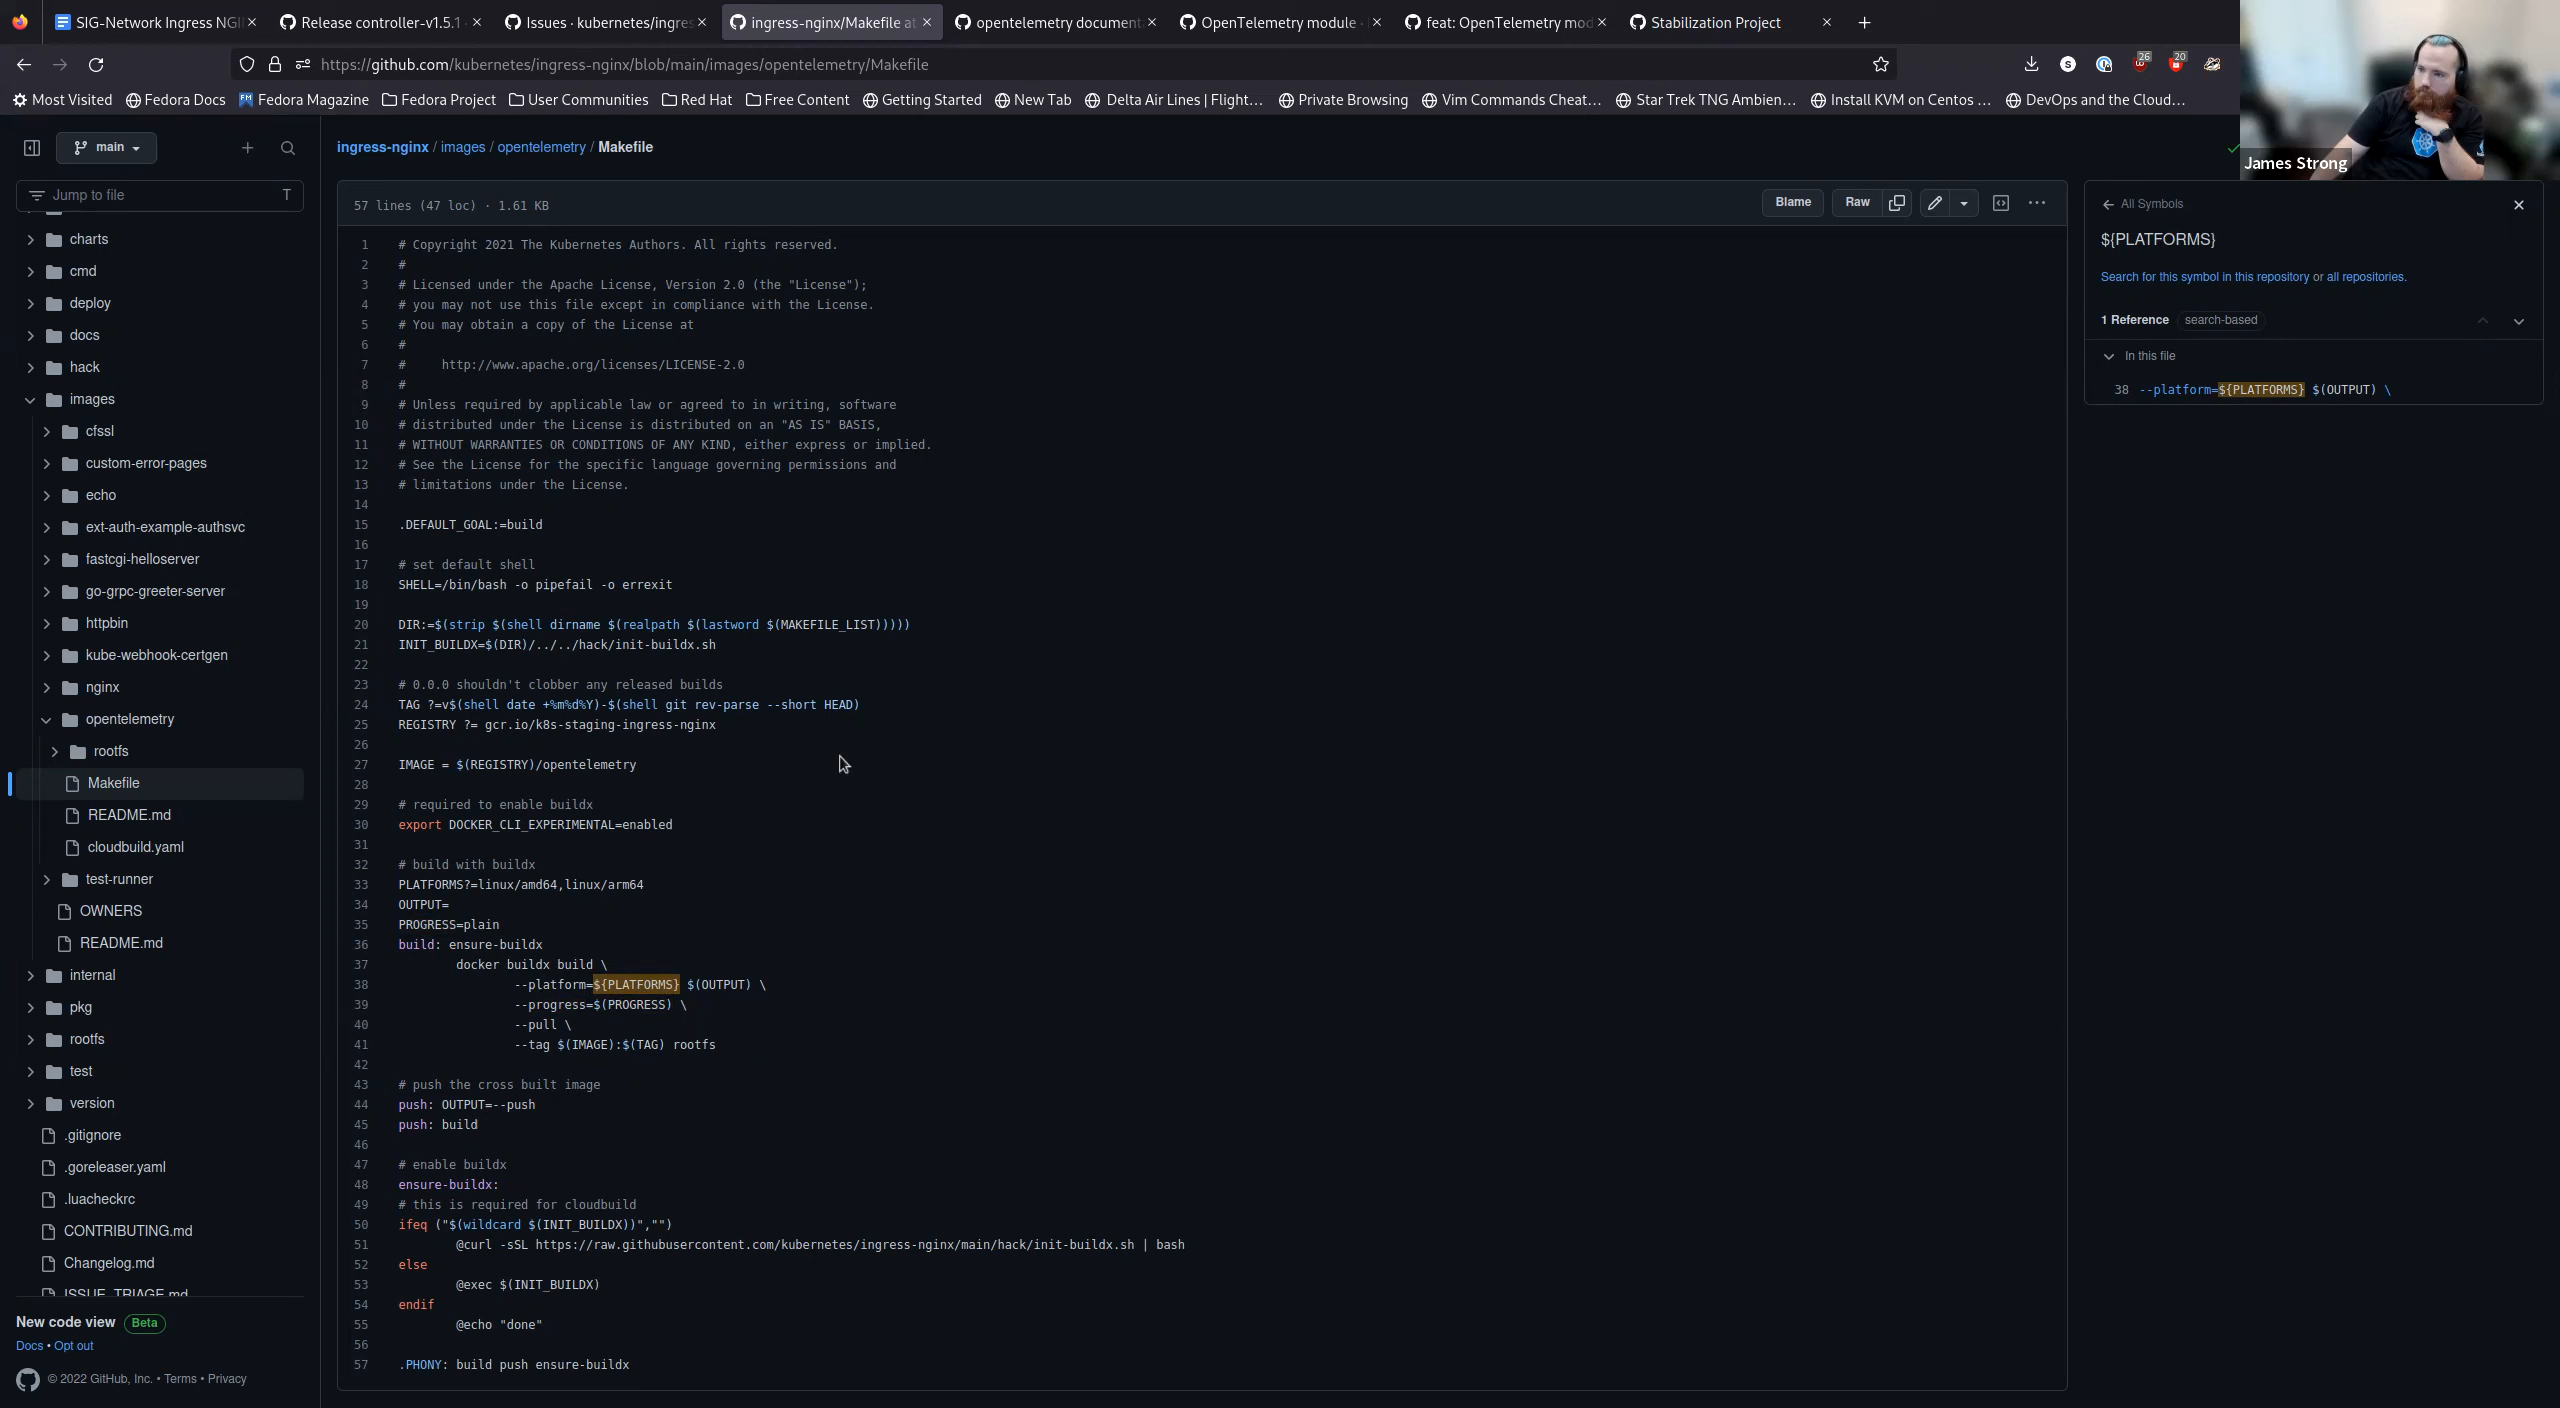 SIG-Network Ingress NGI
Release controller-v1.5.1
Issues · kubernetes/ingres
ingress-nginx/Makefile at
opentelemetry document
OpenTelemetry module ·
feat: OpenTelemetry mod
Stabilization Project
https://github.com/kubernetes/ingress-nginx/blob/main/images/opentelemetry/Makefile
26
20
Most Visited
Fedora Docs
Fedora Magazine
Fedora Project
User Communities
Red Hat
Free Content
Getting Started
New Tab
Delta Air Lines | Flight…
Private Browsing
Vim Commands Cheat…
Star Trek TNG Ambien…
Install KVM on Centos …
DevOps and the Cloud…
James Strong
main
ingress-nginx / images / opentelemetry / Makefile
Jump to file T
charts
cmd
deploy
docs
hack
images
cfssl
custom-error-pages
echo
ext-auth-example-authsvc
fastcgi-helloserver
go-grpc-greeter-server
httpbin
kube-webhook-certgen
nginx
opentelemetry
rootfs
Makefile
README.md
cloudbuild.yaml
test-runner
OWNERS
README.md
internal
pkg
rootfs
test
version
.gitignore
.goreleaser.yaml
.luacheckrc
CONTRIBUTING.md
Changelog.md
ISSUE_TRIAGE.md
New code view Beta
Docs • Opt out
© 2022 GitHub, Inc. • Terms • Privacy
57 lines (47 loc) · 1.61 KB
Blame
Raw
1 # Copyright 2021 The Kubernetes Authors. All rights reserved.
2 #
3 # Licensed under the Apache License, Version 2.0 (the "License");
4 # you may not use this file except in compliance with the License.
5 # You may obtain a copy of the License at
6 #
7 #     http://www.apache.org/licenses/LICENSE-2.0
8 #
9 # Unless required by applicable law or agreed to in writing, software
10 # distributed under the License is distributed on an "AS IS" BASIS,
11 # WITHOUT WARRANTIES OR CONDITIONS OF ANY KIND, either express or implied.
12 # See the License for the specific language governing permissions and
13 # limitations under the License.
14
15 .DEFAULT_GOAL:=build
16
17 # set default shell
18 SHELL=/bin/bash -o pipefail -o errexit
19
20 DIR:=$(strip $(shell dirname $(realpath $(lastword $(MAKEFILE_LIST)))))
21 INIT_BUILDX=$(DIR)/../../hack/init-buildx.sh
22
23 # 0.0.0 shouldn't clobber any released builds
24 TAG ?=v$(shell date +%m%d%Y)-$(shell git rev-parse --short HEAD)
25 REGISTRY ?= gcr.io/k8s-staging-ingress-nginx
26
27 IMAGE = $(REGISTRY)/opentelemetry
28
29 # required to enable buildx
30 export DOCKER_CLI_EXPERIMENTAL=enabled
31
32 # build with buildx
33 PLATFORMS?=linux/amd64,linux/arm64
34 OUTPUT=
35 PROGRESS=plain
36 build: ensure-buildx
37 docker buildx build \
38 --platform=${PLATFORMS} $(OUTPUT) \
39 --progress=$(PROGRESS) \
40 --pull \
41 --tag $(IMAGE):$(TAG) rootfs
42
43 # push the cross built image
44 push: OUTPUT=--push
45 push: build
46
47 # enable buildx
48 ensure-buildx:
49 # this is required for cloudbuild
50 ifeq ("$(wildcard $(INIT_BUILDX))","")
51 @curl -sSL https://raw.githubusercontent.com/kubernetes/ingress-nginx/main/hack/init-buildx.sh | bash
52 else
53 @exec $(INIT_BUILDX)
54 endif
55 @echo "done"
56
57 .PHONY: build push ensure-buildx
All Symbols
${PLATFORMS}
Search for this symbol in this repository or all repositories.
1 Reference search-based
In this file
38 --platform=${PLATFORMS} $(OUTPUT) \